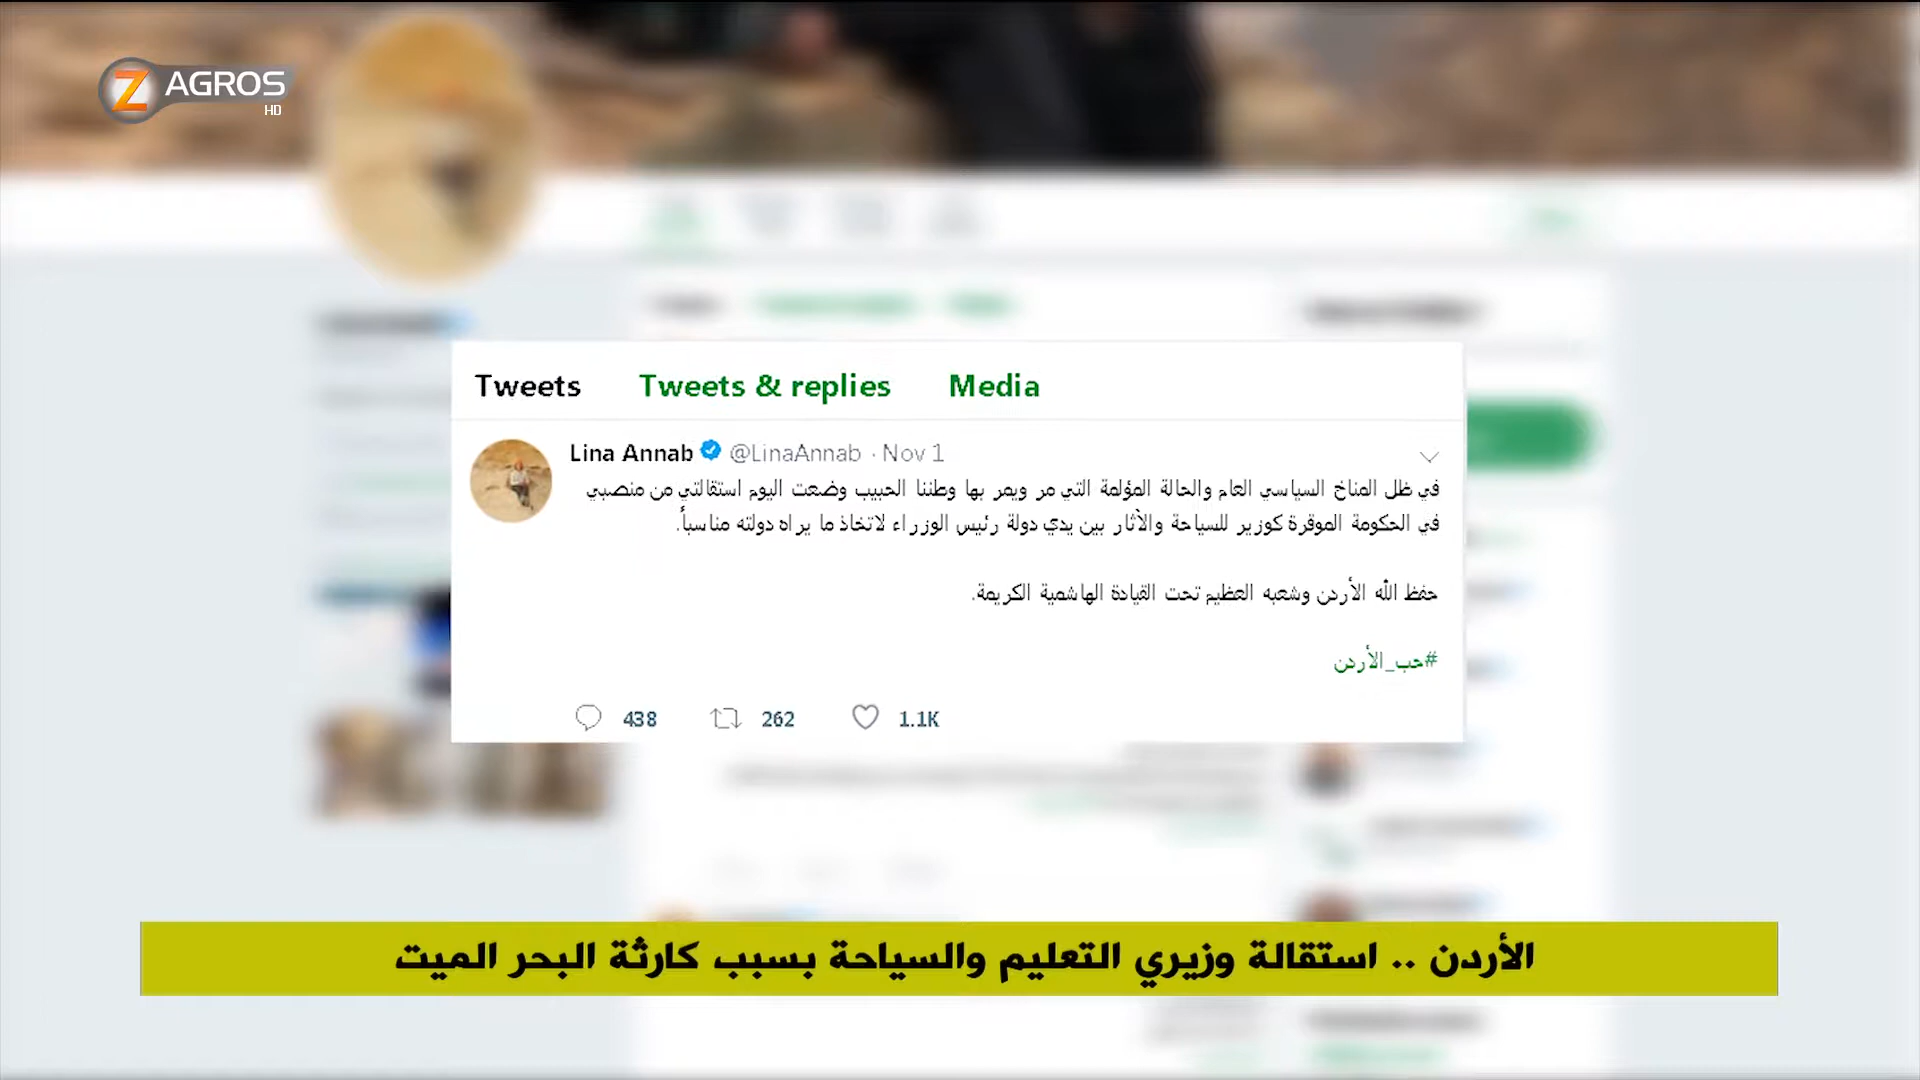 ZAGROS
HD
Tweets Tweets & replies Media
Lina Annab @LinaAnnab · Nov 1
في ظل المناخ السياسي العام والحالة المؤلمة التي مر ويمر بها وطننا الحبيب وضعت اليوم استقالتي من منصبي
في الحكومة الموقرة كوزير للسياحة والآثار بين يدي دولة رئيس الوزراء لاتخاذ ما يراه دولته مناسباً.
حفظ الله الأردن وشعبه العظيم تحت القيادة الهاشمية الكريمة.
#حب_الأردن
438 262 1.1K
الأردن .. استقالة وزيري التعليم والسياحة بسبب كارثة البحر الميت